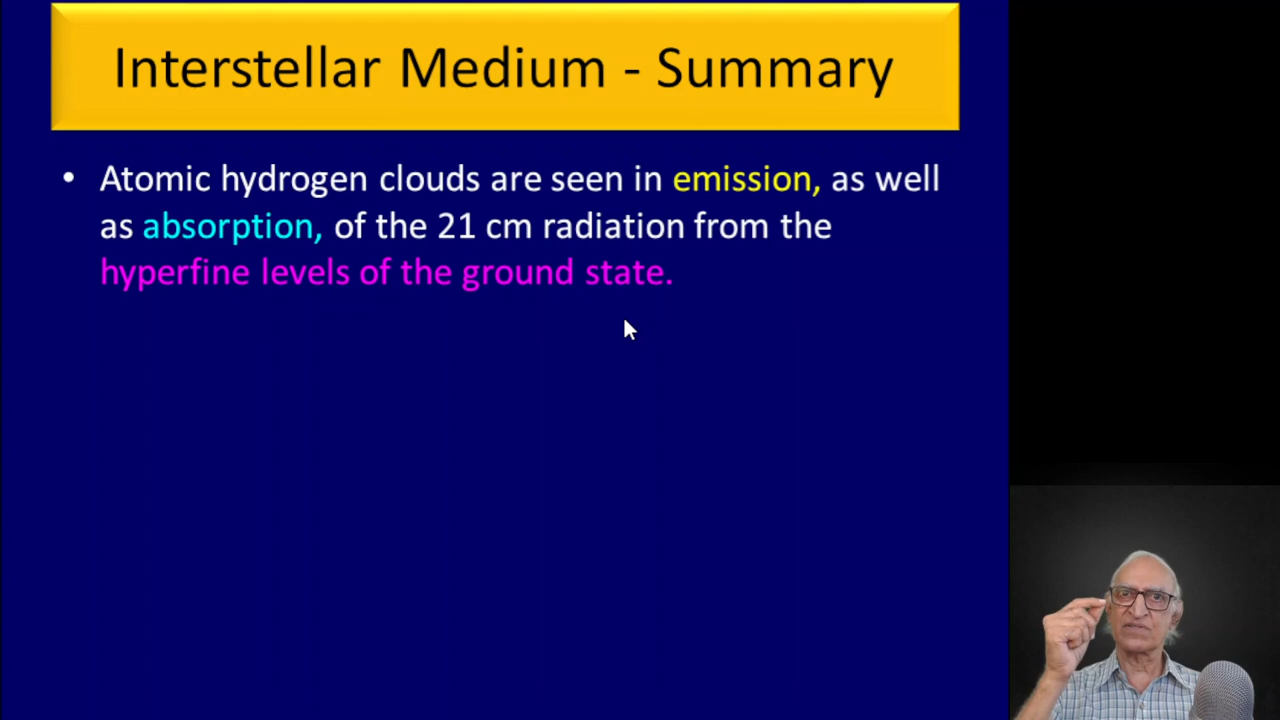 Interstellar Medium - Summary
• Atomic hydrogen clouds are seen in emission, as well
as absorption, of the 21 cm radiation from the
hyperfine levels of the ground state.